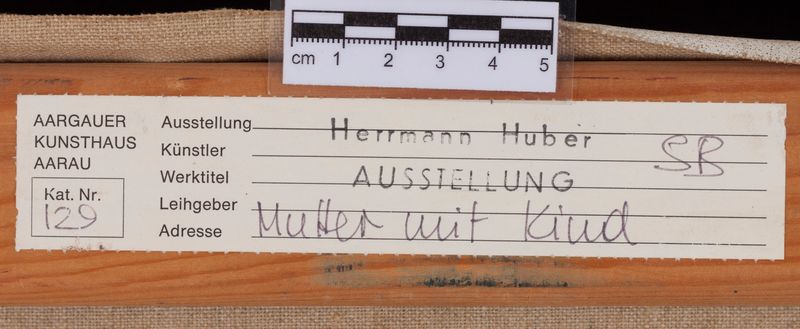 cm 1 2 3 4 5
AARGAUER
KUNSTHAUS
AARAU
Kat. Nr.
129
Ausstellung
Künstler
Werktitel
Leihgeber
Adresse
Herrmann Huber
SB
AUSSTELLUNG
Mutter mit Kind